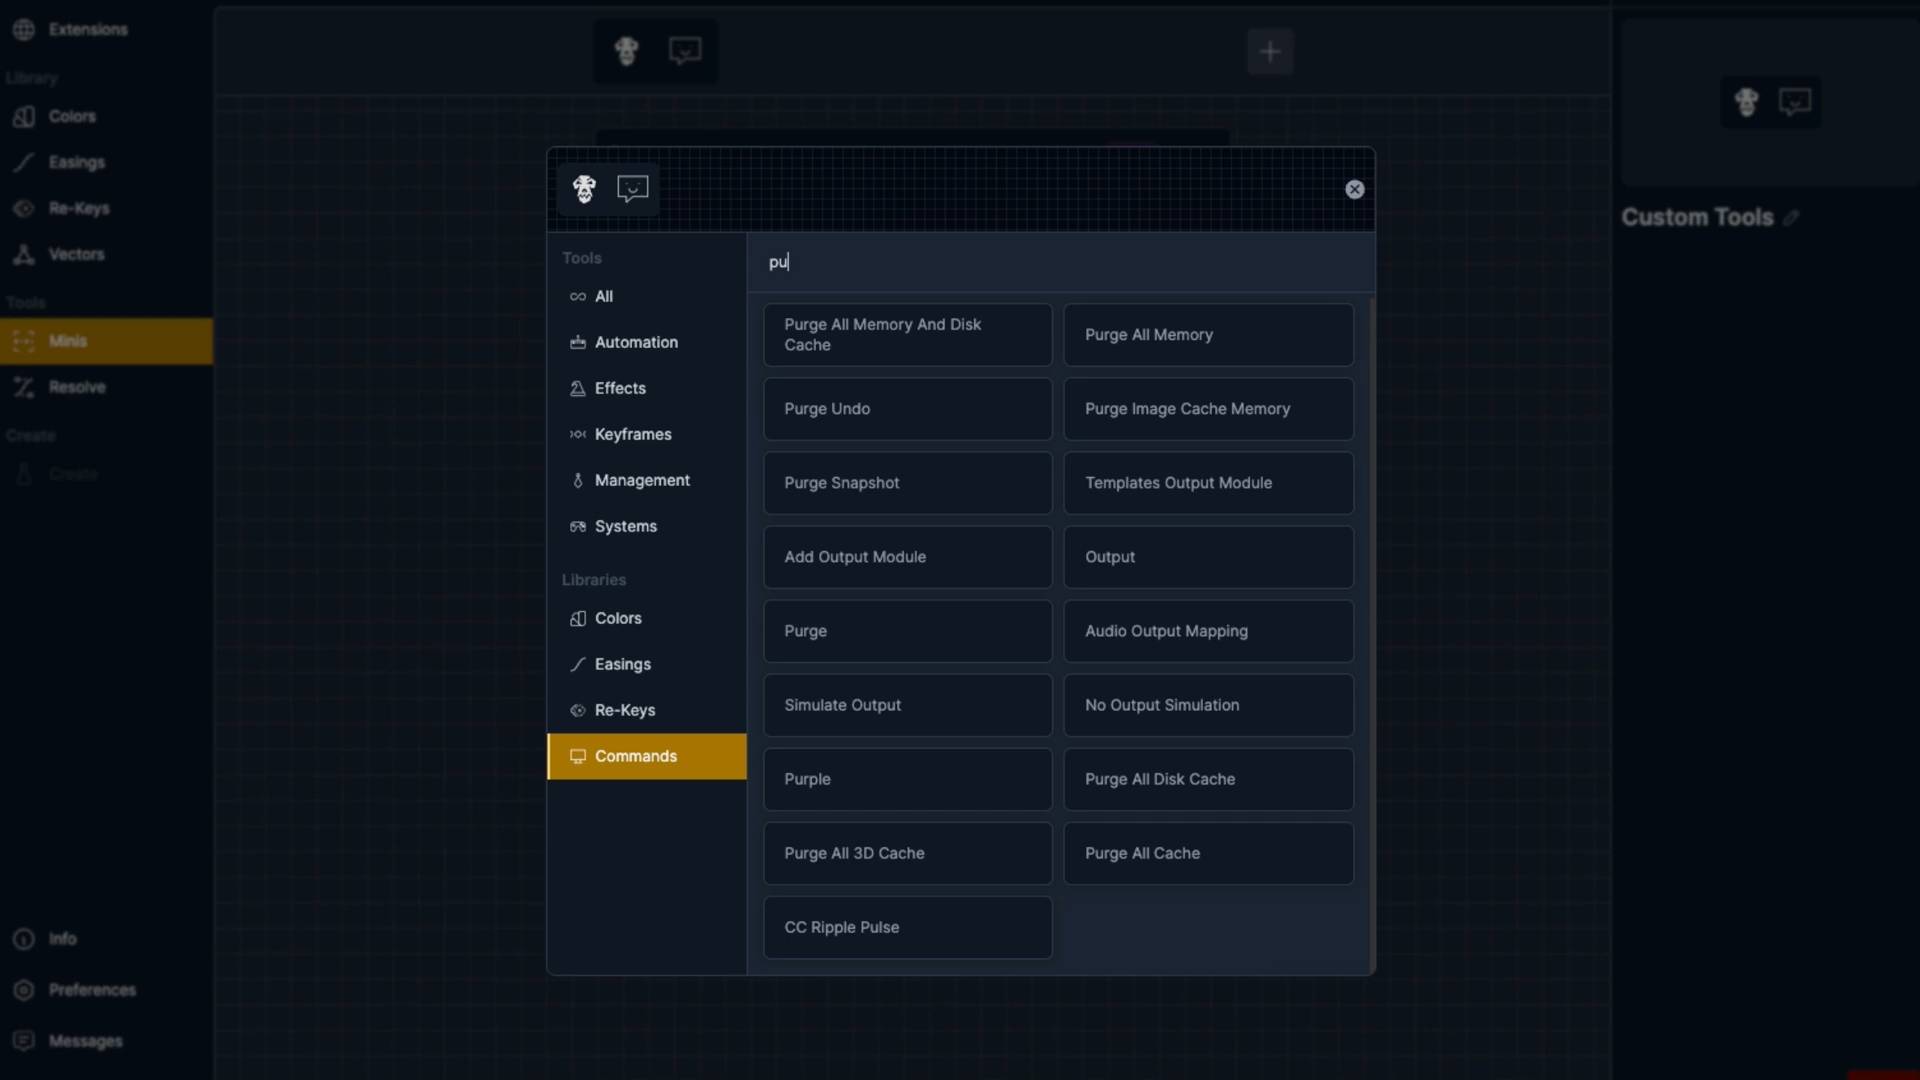 Extensions
Library
Colors
Easings
Re-Keys
Vectors
Tools
Minis
Resolve
Create
Create
Info
Preferences
Messages
Tools
All
Automation
Effects
Keyframes
Management
Systems
Libraries
Colors
Easings
Re-Keys
Commands
pu
Purge All Memory And Disk
Cache
Purge All Memory
Purge Undo
Purge Image Cache Memory
Purge Snapshot
Templates Output Module
Add Output Module
Output
Purge
Audio Output Mapping
Simulate Output
No Output Simulation
Purple
Purge All Disk Cache
Purge All 3D Cache
Purge All Cache
CC Ripple Pulse
Custom Tools